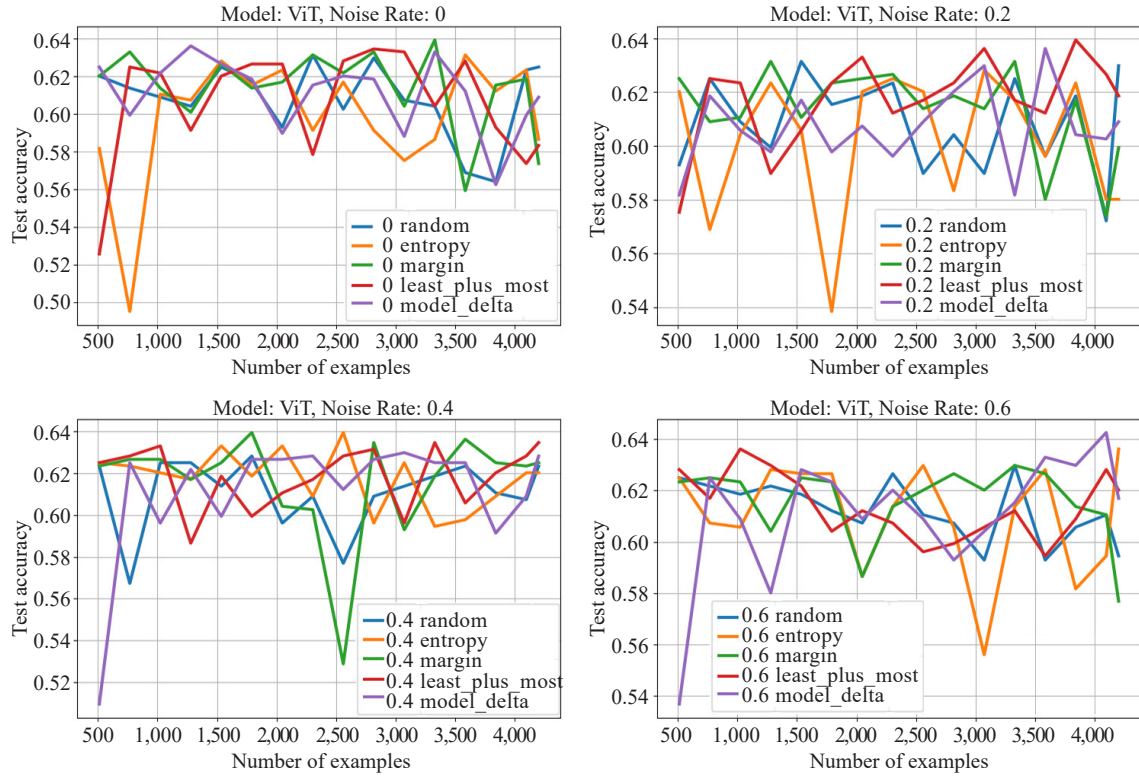 Model: ViT, Noise Rate: 0
Test accuracy
0.64
0.62
0.60
0.58
0.56
0.54
0.52
0.50
0 random
0 entropy
0 margin
0 least_plus_most
0 model_delta
500 1,000 1,500 2,000 2,500 3,000 3,500 4,000
Number of examples
Model: ViT, Noise Rate: 0.2
Test accuracy
0.64
0.62
0.60
0.58
0.56
0.54
0.2 random
0.2 entropy
0.2 margin
0.2 least_plus_most
0.2 model_delta
500 1,000 1,500 2,000 2,500 3,000 3,500 4,000
Number of examples
Model: ViT, Noise Rate: 0.4
Test accuracy
0.64
0.62
0.60
0.58
0.56
0.54
0.52
0.4 random
0.4 entropy
0.4 margin
0.4 least_plus_most
0.4 model_delta
500 1,000 1,500 2,000 2,500 3,000 3,500 4,000
Number of examples
Model: ViT, Noise Rate: 0.6
Test accuracy
0.64
0.62
0.60
0.58
0.56
0.54
0.6 random
0.6 entropy
0.6 margin
0.6 least_plus_most
0.6 model_delta
500 1,000 1,500 2,000 2,500 3,000 3,500 4,000
Number of examples